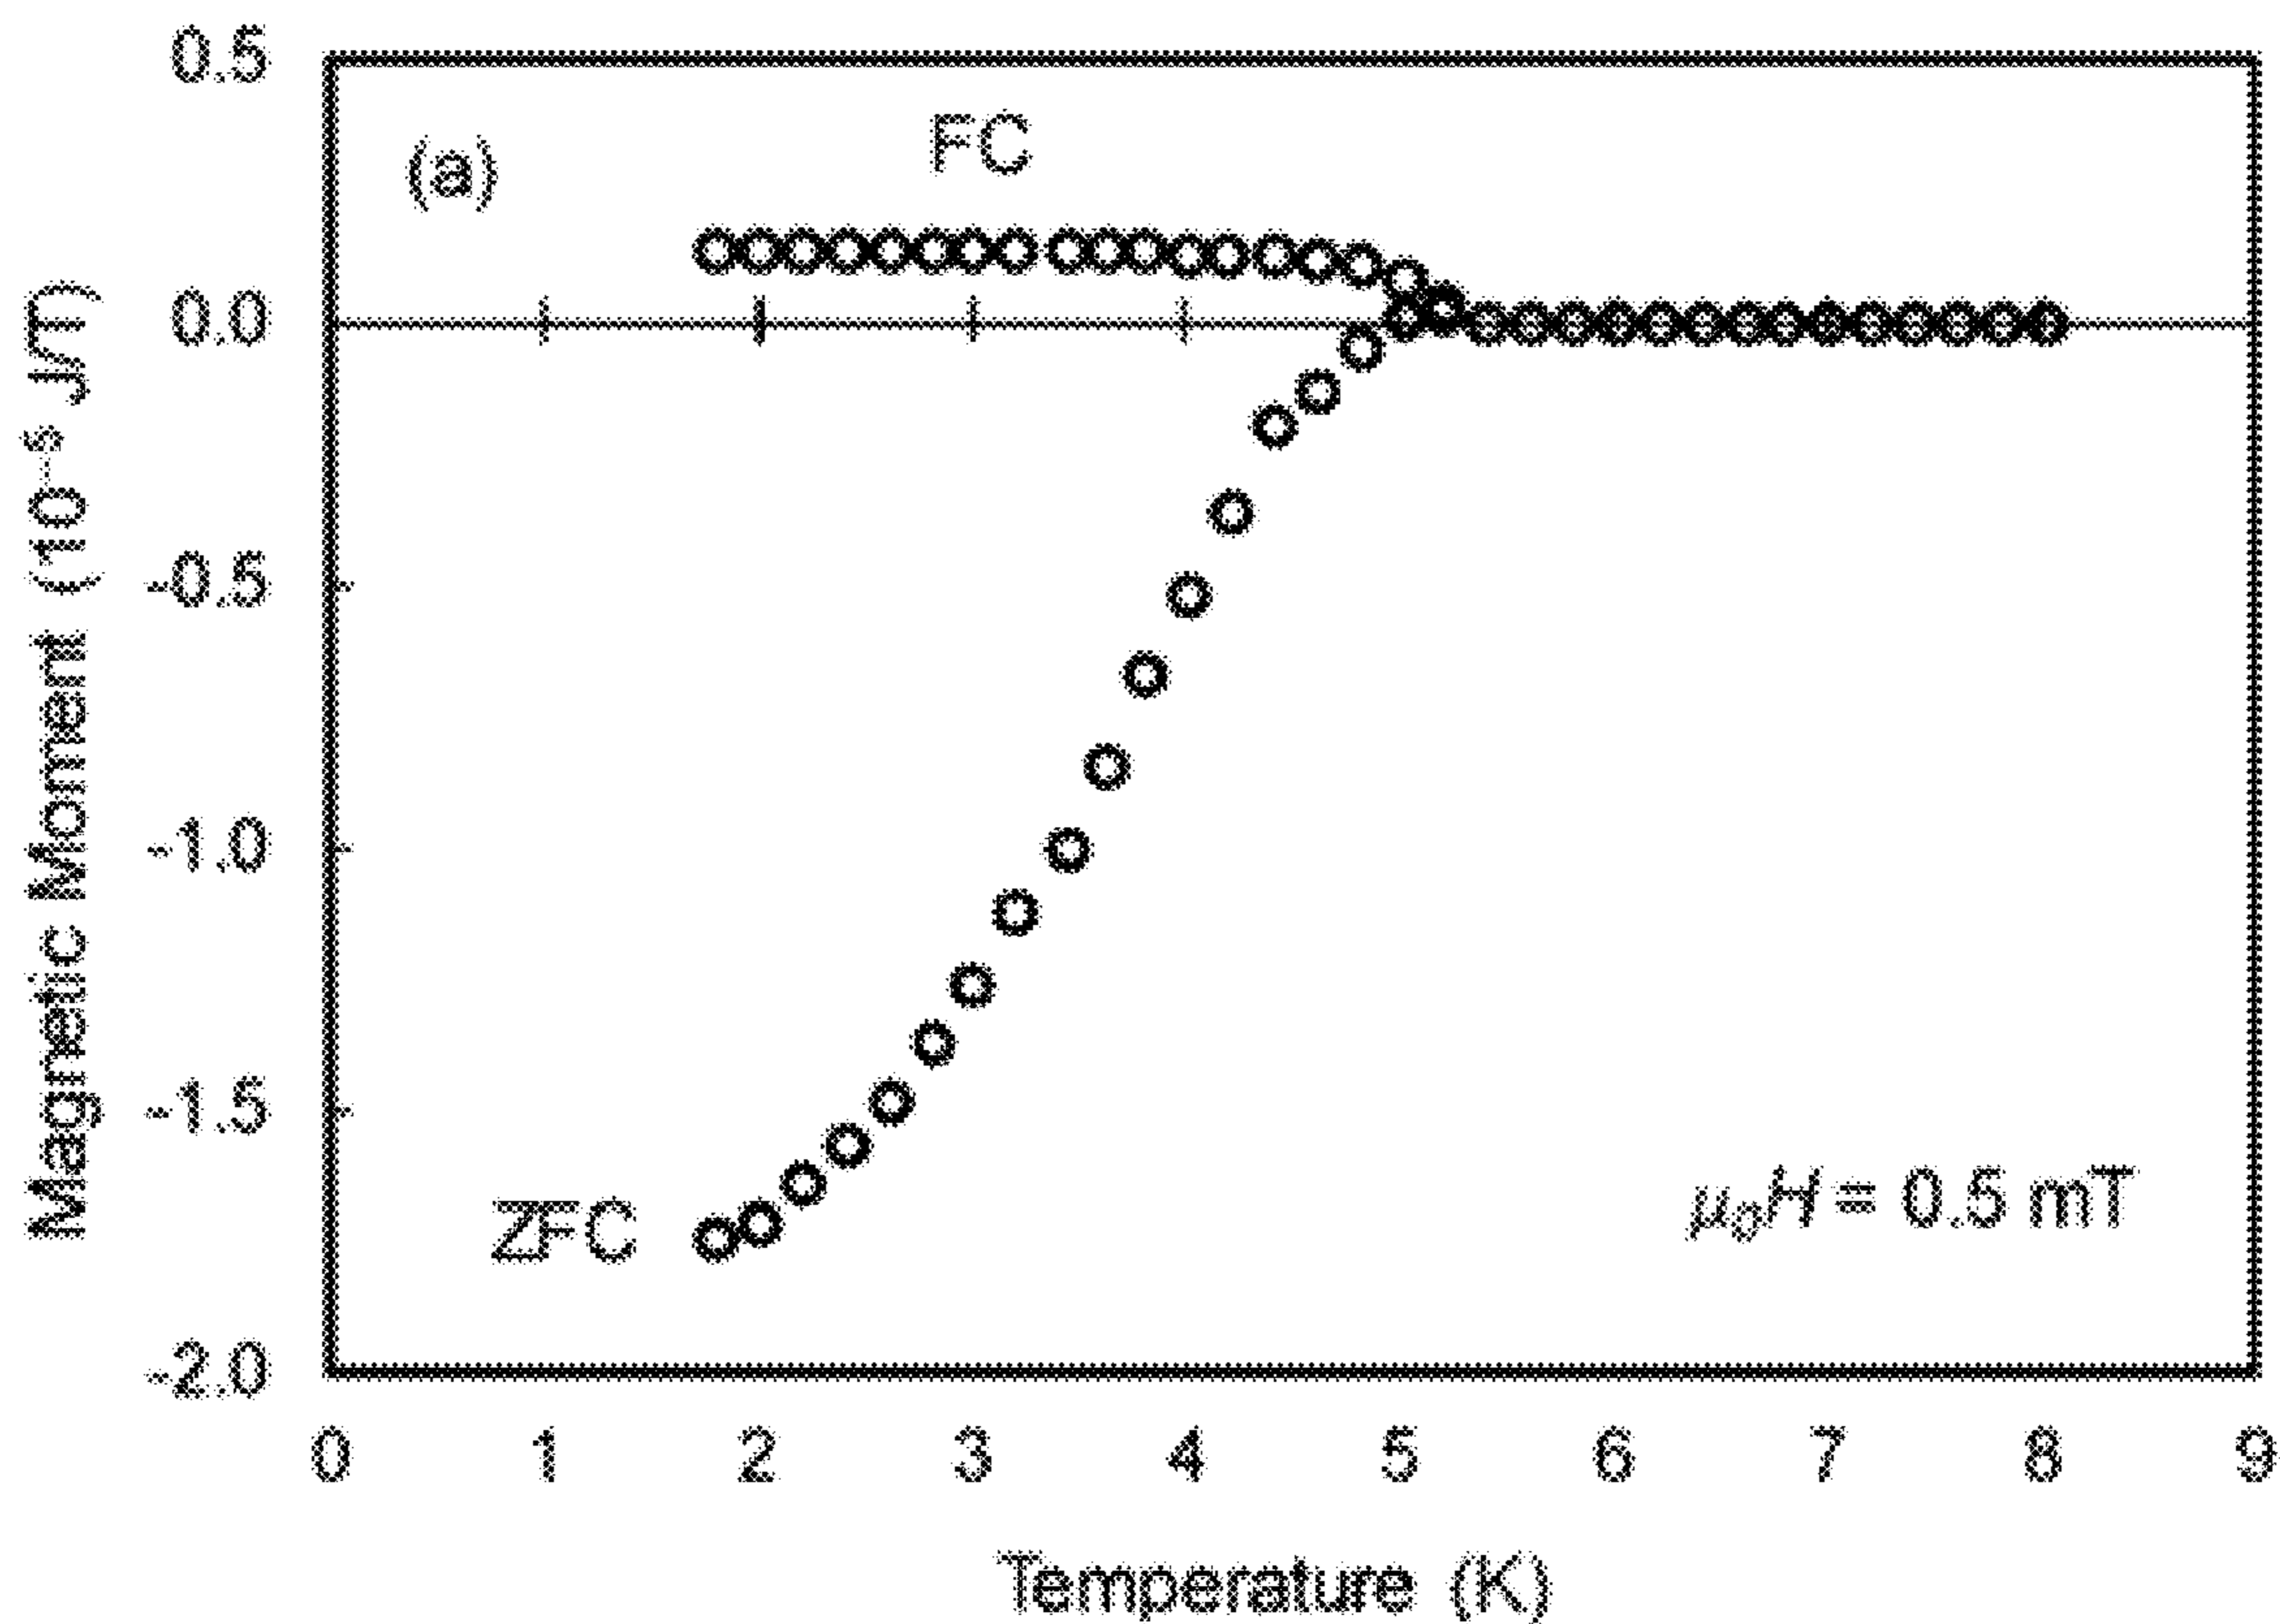 0.5
(a)
FC
0.0
-0.5
-1.0
-1.5
ZFC
μ₀H = 0.5 mT
-2.0
0 1 2 3 4 5 6 7 8 9
Temperature (K)
Magnetic Moment (10⁻⁵ J/T)